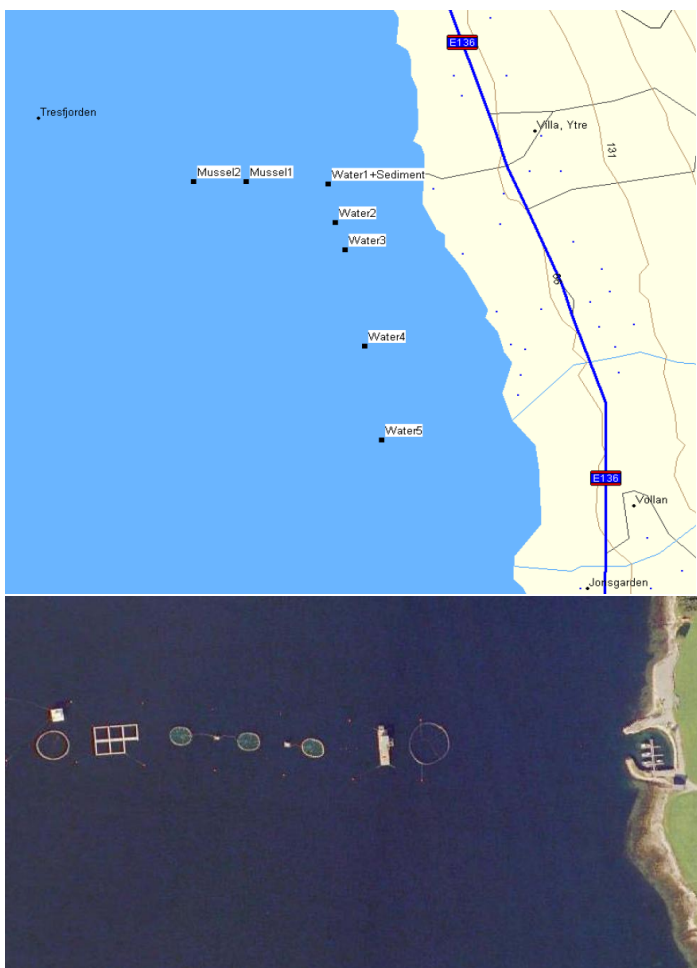 E136
Tresfjorden
Villa, Ytre
131
Mussel2
Mussel1
Water1+Sediment
Water2
Water3
Water4
Water5
E136
Vollan
Jonsgarden